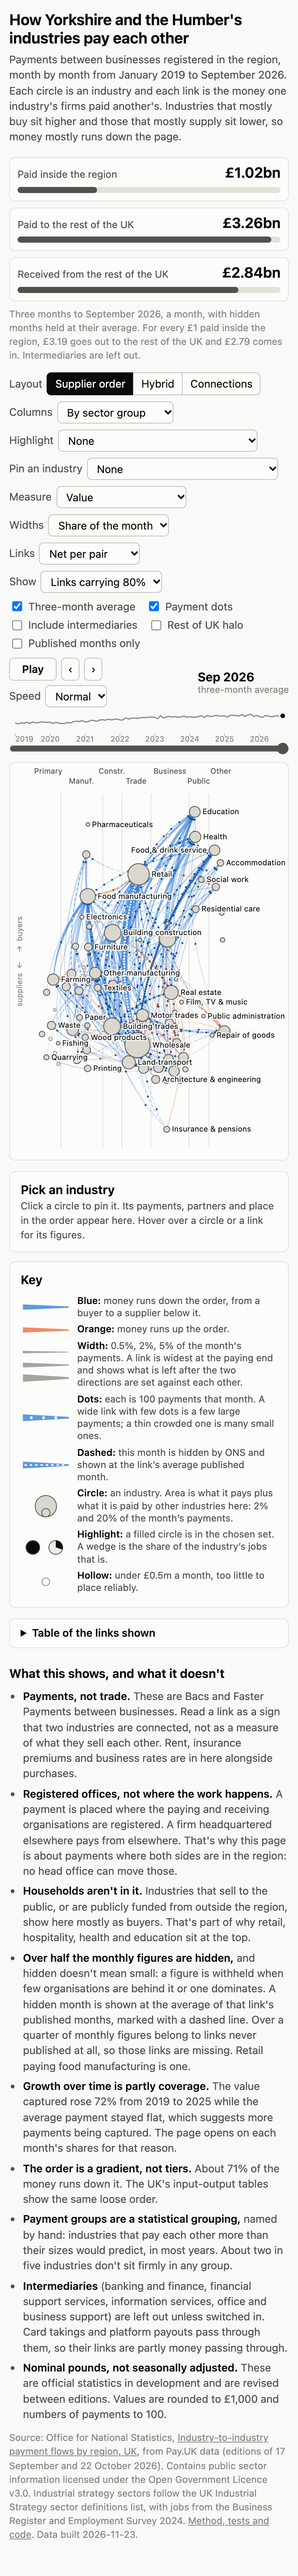 How Yorkshire and the Humber's
industries pay each other
Payments between businesses registered in the region,
month by month from January 2019 to September 2026.
Each circle is an industry and each link is the money one
industry's firms paid another's. Industries that mostly
buy sit higher and those that mostly supply sit lower, so
money mostly runs down the page.
Paid inside the region £1.02bn
Paid to the rest of the UK £3.26bn
Received from the rest of the UK £2.84bn
Three months to September 2026, a month, with hidden
months held at their average. For every £1 paid inside the
region, £3.19 goes out to the rest of the UK and £2.79 comes
in. Intermediaries are left out.
Layout Supplier order Hybrid Connections
Columns By sector group
Highlight None
Pin an industry None
Measure Value
Widths Share of the month
Links Net per pair
Show Links carrying 80%
Three-month average Payment dots
Include intermediaries Rest of UK halo
Published months only
Play ‹ ›
Speed Normal
Sep 2026
three-month average
2019 2020 2021 2022 2023 2024 2025 2026
Primary Constr. Business Other
Manuf. Trade Public
suppliers ← → buyers
Education
Pharmaceuticals
Health
Food & drink service
Accommodation
Retail
Social work
Food manufacturing
Residential care
Electronics
Building construction
Furniture
Other manufacturing
Farming
Textiles
Real estate
Film, TV & music
Paper
Motor trades
Public administration
Waste
Building trades
Repair of goods
Wood products
Fishing
Wholesale
Quarrying
Land transport
Printing
Architecture & engineering
Insurance & pensions
Pick an industry
Click a circle to pin it. Its payments, partners and place
in the order appear here. Hover over a circle or a link
for its figures.
Key
Blue: money runs down the order, from a
buyer to a supplier below it.
Orange: money runs up the order.
Width: 0.5%, 2%, 5% of the month's
payments. A link is widest at the paying end
and shows what is left after the two
directions are set against each other.
Dots: each is 100 payments that month. A
wide link with few dots is a few large
payments; a thin crowded one is many small
ones.
Dashed: this month is hidden by ONS and
shown at the link's average published
month.
Circle: an industry. Area is what it pays plus
what it is paid by other industries here: 2%
and 20% of the month's payments.
Highlight: a filled circle is in the chosen set.
A wedge is the share of the industry's jobs
that is.
Hollow: under £0.5m a month, too little to
place reliably.
Table of the links shown
What this shows, and what it doesn't
• Payments, not trade. These are Bacs and Faster
Payments between businesses. Read a link as a sign
that two industries are connected, not as a measure
of what they sell each other. Rent, insurance
premiums and business rates are in here alongside
purchases.
• Registered offices, not where the work happens. A
payment is placed where the paying and receiving
organisations are registered. A firm headquartered
elsewhere pays from elsewhere. That's why this page
is about payments where both sides are in the region:
no head office can move those.
• Households aren't in it. Industries that sell to the
public, or are publicly funded from outside the region,
show here mostly as buyers. That's part of why retail,
hospitality, health and education sit at the top.
• Over half the monthly figures are hidden, and
hidden doesn't mean small: a figure is withheld when
few organisations are behind it or one dominates. A
hidden month is shown at the average of that link's
published months, marked with a dashed line. Over a
quarter of monthly figures belong to links never
published at all, so those links are missing. Retail
paying food manufacturing is one.
• Growth over time is partly coverage. The value
captured rose 72% from 2019 to 2025 while the
average payment stayed flat, which suggests more
payments being captured. The page opens on each
month's shares for that reason.
• The order is a gradient, not tiers. About 71% of the
money runs down it. The UK's input-output tables
show the same loose order.
• Payment groups are a statistical grouping, named
by hand: industries that pay each other more than
their sizes would predict, in most years. About two in
five industries don't sit firmly in any group.
• Intermediaries (banking and finance, financial
support services, information services, office and
business support) are left out unless switched in.
Card takings and platform payouts pass through
them, so their links are partly money passing through.
• Nominal pounds, not seasonally adjusted. These
are official statistics in development and are revised
between editions. Values are rounded to £1,000 and
numbers of payments to 100.
Source: Office for National Statistics, Industry-to-industry
payment flows by region, UK, from Pay.UK data (editions of 17
September and 22 October 2026). Contains public sector
information licensed under the Open Government Licence
v3.0. Industrial strategy sectors follow the UK Industrial
Strategy sector definitions list, with jobs from the Business
Register and Employment Survey 2024. Method, tests and
code. Data built 2026-11-23.